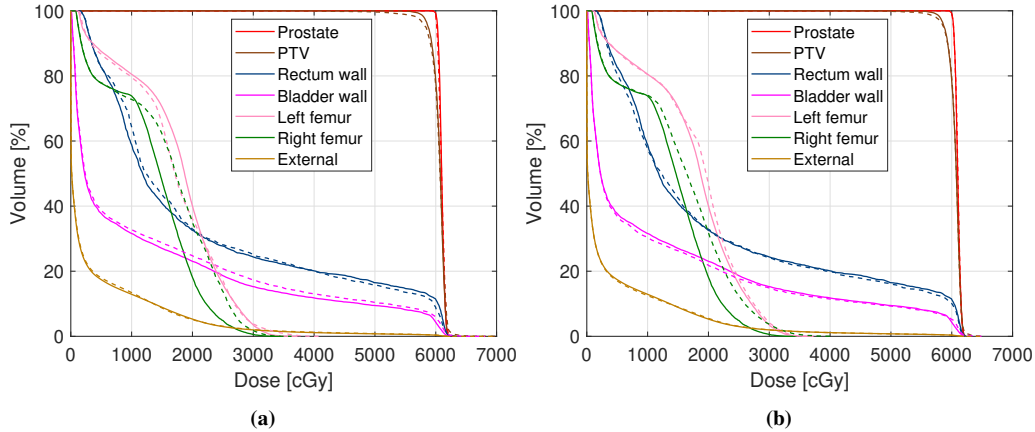 100
80
60
40
20
0
Volume [%]
Prostate
PTV
Rectum wall
Bladder wall
Left femur
Right femur
External
0 1000 2000 3000 4000 5000 6000 7000
Dose [cGy]
(a)
100
80
60
40
20
0
Volume [%]
Prostate
PTV
Rectum wall
Bladder wall
Left femur
Right femur
External
0 1000 2000 3000 4000 5000 6000 7000
Dose [cGy]
(b)